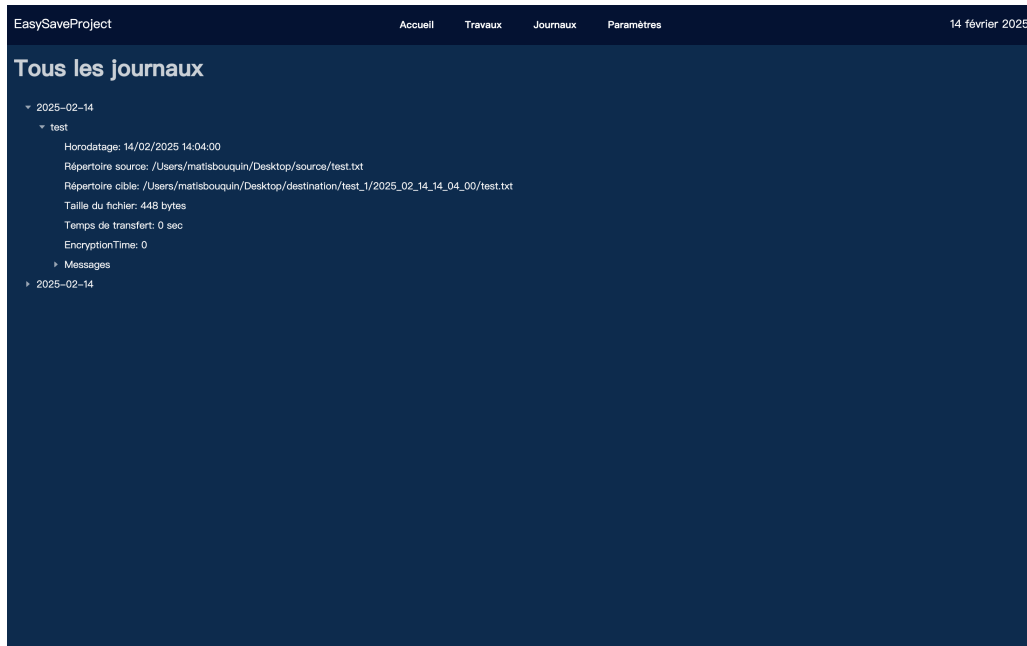 EasySaveProject
Accueil
Travaux
Journaux
Paramètres
14 février 2025
Tous les journaux
2025-02-14
test
Horodatage: 14/02/2025 14:04:00
Répertoire source: /Users/matisbouquin/Desktop/source/test.txt
Répertoire cible: /Users/matisbouquin/Desktop/destination/test_1/2025_02_14_14_04_00/test.txt
Taille du fichier: 448 bytes
Temps de transfert: 0 sec
EncryptionTime: 0
Messages
2025-02-14